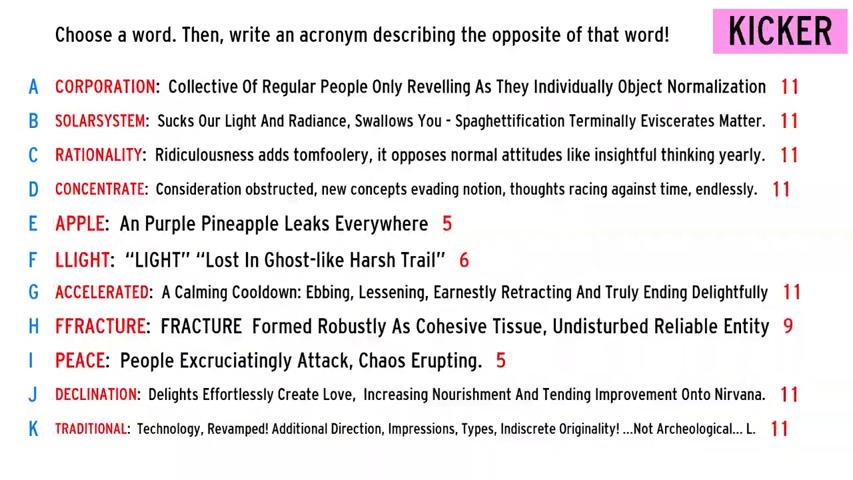 Choose a word. Then, write an acronym describing the opposite of that word!
KICKER
A CORPORATION: Collective Of Regular People Only Revelling As They Individually Object Normalization 11
B SOLARSYSTEM: Sucks Our Light And Radiance, Swallows You - Spaghettification Terminally Eviscerates Matter. 11
C RATIONALITY: Ridiculousness adds tomfoolery, it opposes normal attitudes like insightful thinking yearly. 11
D CONCENTRATE: Consideration obstructed, new concepts evading notion, thoughts racing against time, endlessly. 11
E APPLE: An Purple Pineapple Leaks Everywhere 5
F LLIGHT: “LIGHT” “Lost In Ghost-like Harsh Trail” 6
G ACCELERATED: A Calming Cooldown: Ebbing, Lessening, Earnestly Retracting And Truly Ending Delightfully 11
H FFRACTURE: FRACTURE Formed Robustly As Cohesive Tissue, Undisturbed Reliable Entity 9
I PEACE: People Excruciatingly Attack, Chaos Erupting. 5
J DECLINATION: Delights Effortlessly Create Love, Increasing Nourishment And Tending Improvement Onto Nirvana. 11
K TRADITIONAL: Technology, Revamped! Additional Direction, Impressions, Types, Indiscrete Originality! ...Not Archeological... L. 11